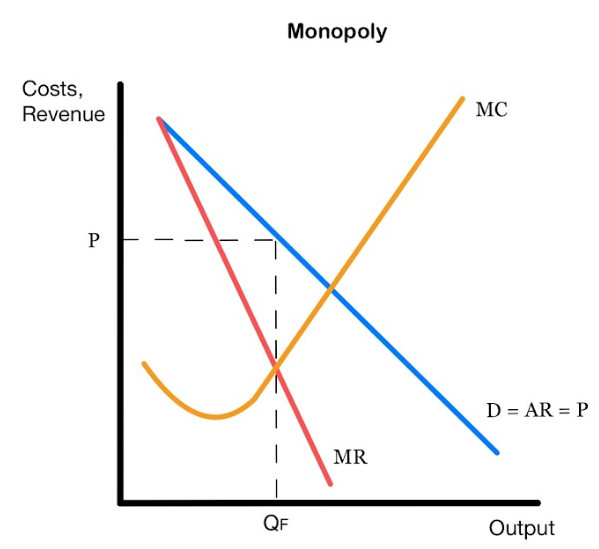 Monopoly
Costs,
Revenue
MC
P
D = AR = P
MR
QF
Output